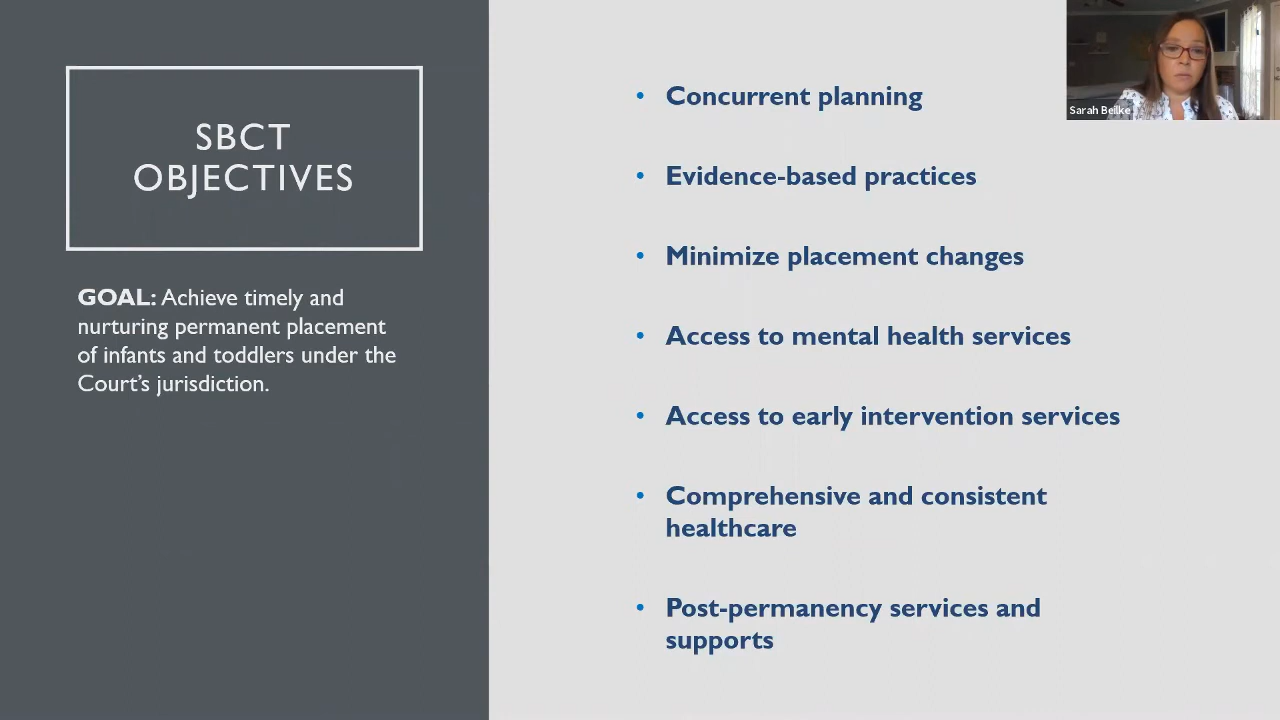 SBCT
OBJECTIVES
GOAL: Achieve timely and
nurturing permanent placement
of infants and toddlers under the
Court's jurisdiction.
• Concurrent planning
• Evidence-based practices
• Minimize placement changes
• Access to mental health services
• Access to early intervention services
• Comprehensive and consistent
healthcare
• Post-permanency services and
supports
Sarah Beilke